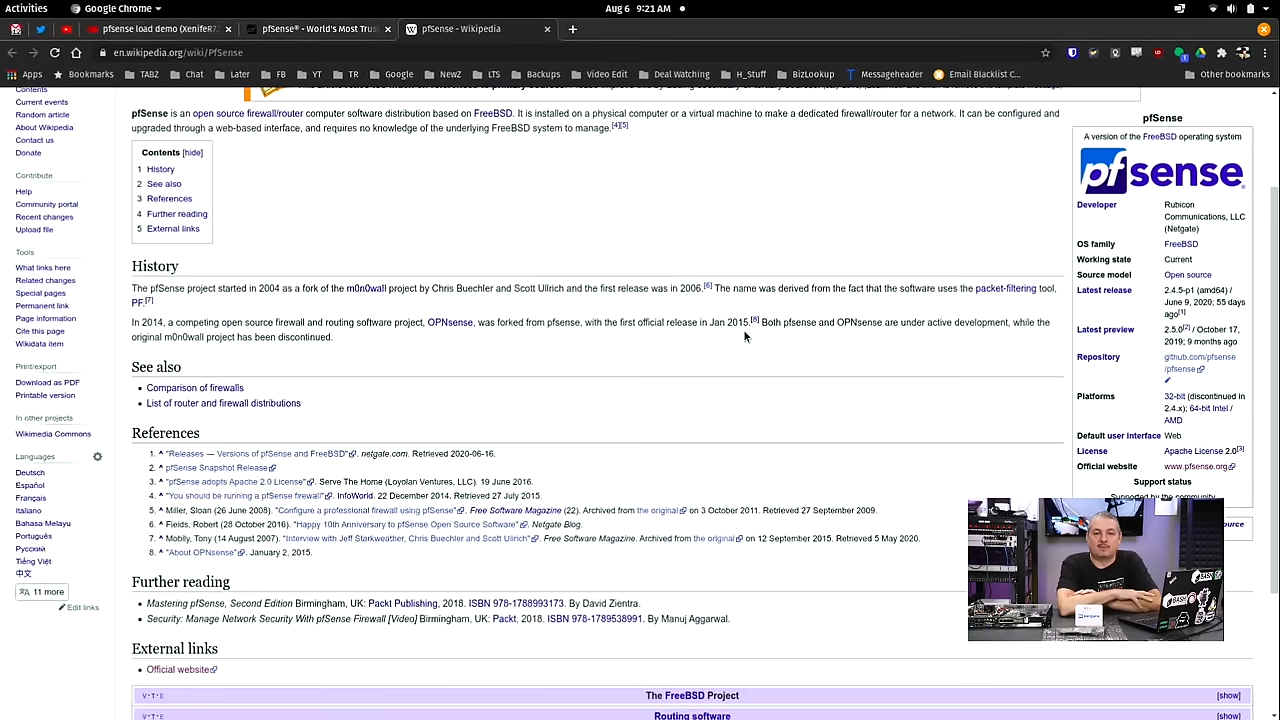 Activities
Google Chrome
Aug 6 9:21 AM
pfsense load demo (XenifeR7
pfSense® - World's Most Trus
pfSense - Wikipedia
en.wikipedia.org/wiki/PfSense
Apps Bookmarks TABZ Chat Later FB YT TR Google NewZ LTS Backups Video Edit Deal Watching H_Stuff BizLookup Messageheader Email Blacklist C... Other bookmarks
Contents
Current events
Random article
About Wikipedia
Contact us
Donate
Contribute
Help
Community portal
Recent changes
Upload file
Tools
What links here
Related changes
Special pages
Permanent link
Page information
Cite this page
Wikidata item
Print/export
Download as PDF
Printable version
In other projects
Wikimedia Commons
Languages
Deutsch
Español
Français
Italiano
Bahasa Melayu
Português
Русский
Tiếng Việt
中文
11 more
Edit links
pfSense is an open source firewall/router computer software distribution based on FreeBSD. It is installed on a physical computer or a virtual machine to make a dedicated firewall/router for a network. It can be configured and
upgraded through a web-based interface, and requires no knowledge of the underlying FreeBSD system to manage.[4][5]
Contents [hide]
1 History
2 See also
3 References
4 Further reading
5 External links
History
The pfSense project started in 2004 as a fork of the m0n0wall project by Chris Buechler and Scott Ullrich and the first release was in 2006.[6] The name was derived from the fact that the software uses the packet-filtering tool,
PF.[7]
In 2014, a competing open source firewall and routing software project, OPNsense, was forked from pfsense, with the first official release in Jan 2015.[8] Both pfsense and OPNsense are under active development, while the
original m0n0wall project has been discontinued.
See also
• Comparison of firewalls
• List of router and firewall distributions
References
1. ^ "Releases — Versions of pfSense and FreeBSD". netgate.com. Retrieved 2020-06-16.
2. ^ pfSense Snapshot Release
3. ^ "pfSense adopts Apache 2.0 License". Serve The Home (Loyolan Ventures, LLC). 19 June 2016.
4. ^ "You should be running a pfSense firewall". InfoWorld. 22 December 2014. Retrieved 27 July 2015.
5. ^ Miller, Sloan (26 June 2008). "Configure a professional firewall using pfSense". Free Software Magazine (22). Archived from the original on 3 October 2011. Retrieved 27 September 2009.
6. ^ Fields, Robert (28 October 2016). "Happy 10th Anniversary to pfSense Open Source Software". Netgate Blog.
7. ^ Mobily, Tony (14 August 2007). "Interview with Jeff Starkweather, Chris Buechler and Scott Ullrich". Free Software Magazine. Archived from the original on 12 September 2015. Retrieved 5 May 2020.
8. ^ "About OPNsense". January 2, 2015.
Further reading
• Mastering pfSense, Second Edition Birmingham, UK: Packt Publishing, 2018. ISBN 978-1788993173. By David Zientra.
• Security: Manage Network Security With pfSense Firewall [Video] Birmingham, UK: Packt, 2018. ISBN 978-1789538991. By Manuj Aggarwal.
External links
• Official website
V·T·E The FreeBSD Project [show]
V·T·E Routing software [show]
pfSense
A version of the FreeBSD operating system
pfsense
Developer Rubicon
Communications, LLC
(Netgate)
OS family FreeBSD
Working state Current
Source model Open source
Latest release 2.4.5-p1 (amd64) /
June 9, 2020; 55 days
ago[1]
Latest preview 2.5.0[2] / October 17,
2019; 9 months ago
Repository github.com/pfsense
/pfsense
Platforms 32-bit (discontinued in
2.4.x); 64-bit Intel /
AMD
Default user interface Web
License Apache License 2.0[3]
Official website www.pfsense.org
Support status